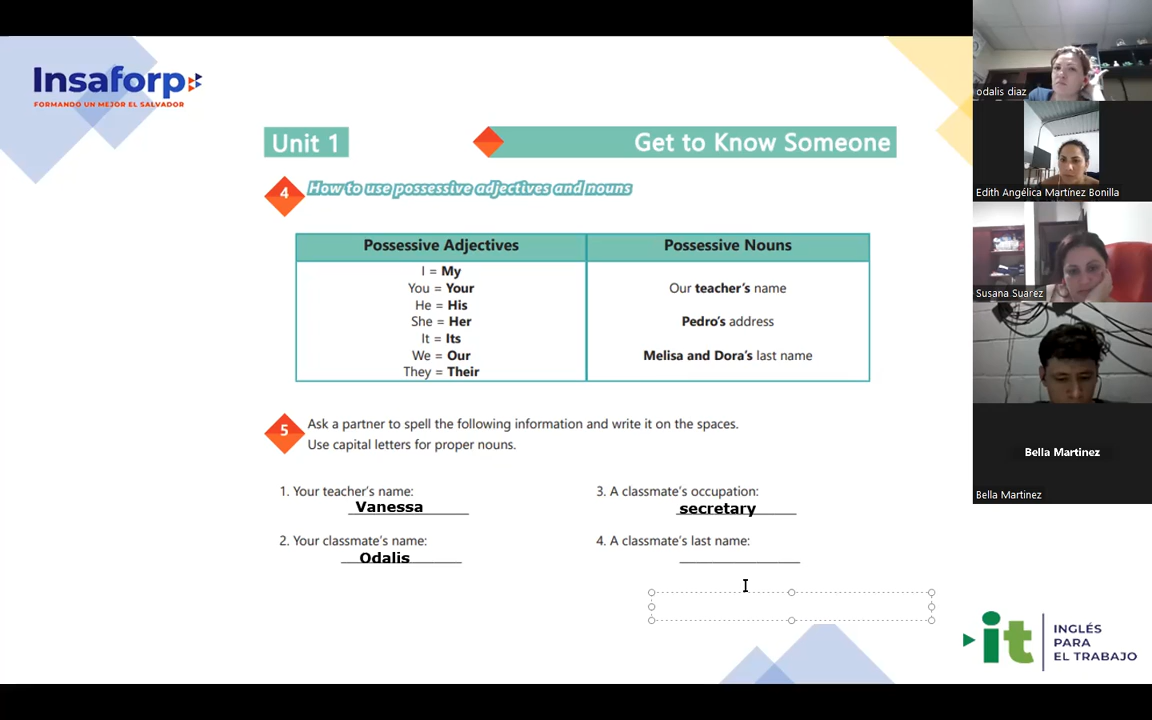 Insaforp
FORMANDO UN MEJOR EL SALVADOR
Unit 1
Get to Know Someone
4
How to use possessive adjectives and nouns
Possessive Adjectives
Possessive Nouns
I = My
You = Your
He = His
She = Her
It = Its
We = Our
They = Their
Our teacher's name
Pedro's address
Melisa and Dora's last name
5
Ask a partner to spell the following information and write it on the spaces.
Use capital letters for proper nouns.
1. Your teacher's name:
Vanessa
2. Your classmate's name:
Odalis
3. A classmate's occupation:
secretary
4. A classmate's last name:
it
INGLÉS
PARA
EL TRABAJO
odalis diaz
Edith Angélica Martínez Bonilla
Susana Suarez
Bella Martinez
Bella Martinez